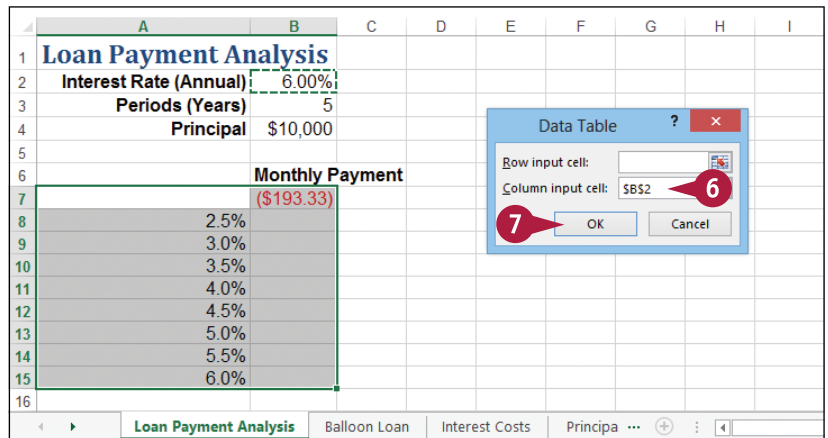 A B C D E F G H I
1 Loan Payment Analysis
2 Interest Rate (Annual) 6.00%
3 Periods (Years) 5
4 Principal $10,000
5
6 Monthly Payment
7 ($193.33)
8 2.5%
9 3.0%
10 3.5%
11 4.0%
12 4.5%
13 5.0%
14 5.5%
15 6.0%
16
Data Table ? ×
Row input cell:
Column input cell: $B$2 6
7 OK Cancel
Loan Payment Analysis Balloon Loan Interest Costs Principa ...